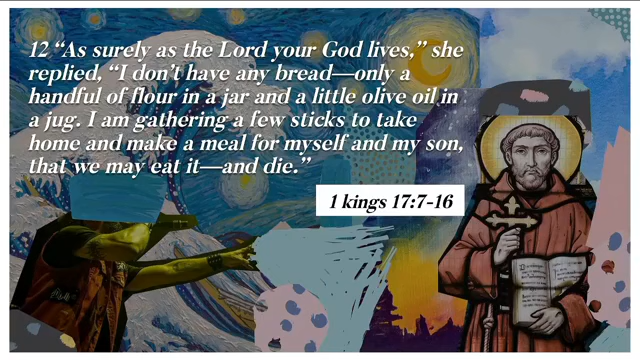 12 “As surely as the Lord your God lives,” she
replied, “I don’t have any bread—only a
handful of flour in a jar and a little olive oil in
a jug. I am gathering a few sticks to take
home and make a meal for myself and my son,
that we may eat it—and die.”
1 kings 17:7-16